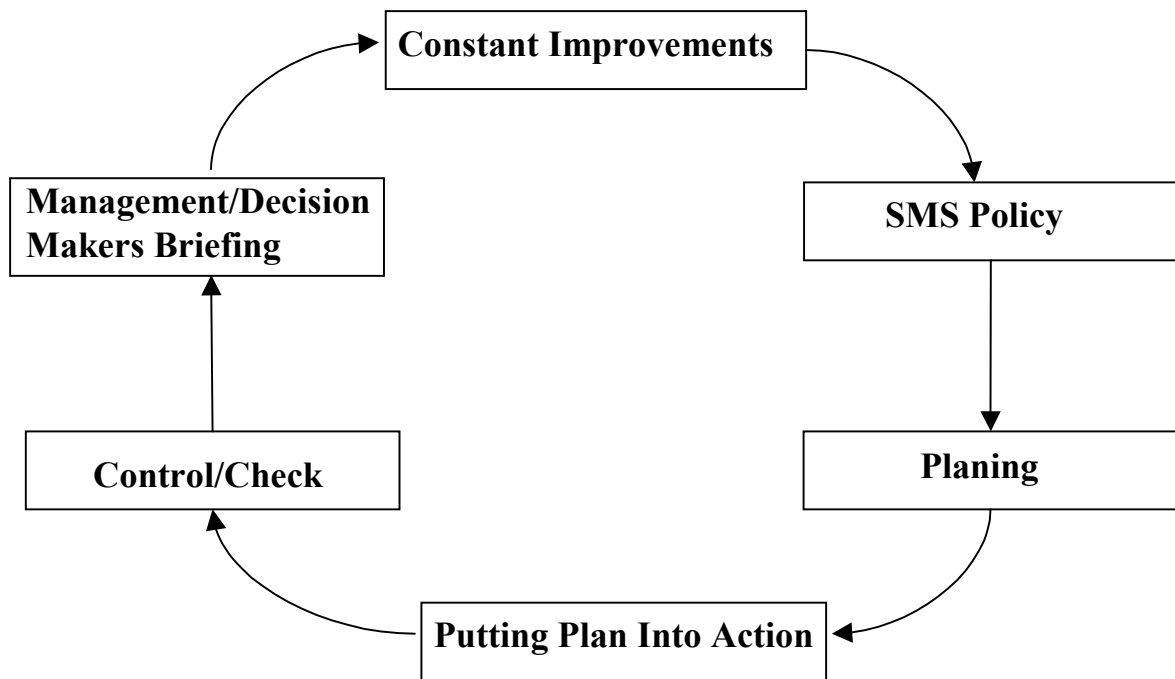 Constant Improvements
SMS Policy
Planing
Putting Plan Into Action
Control/Check
Management/Decision
Makers Briefing